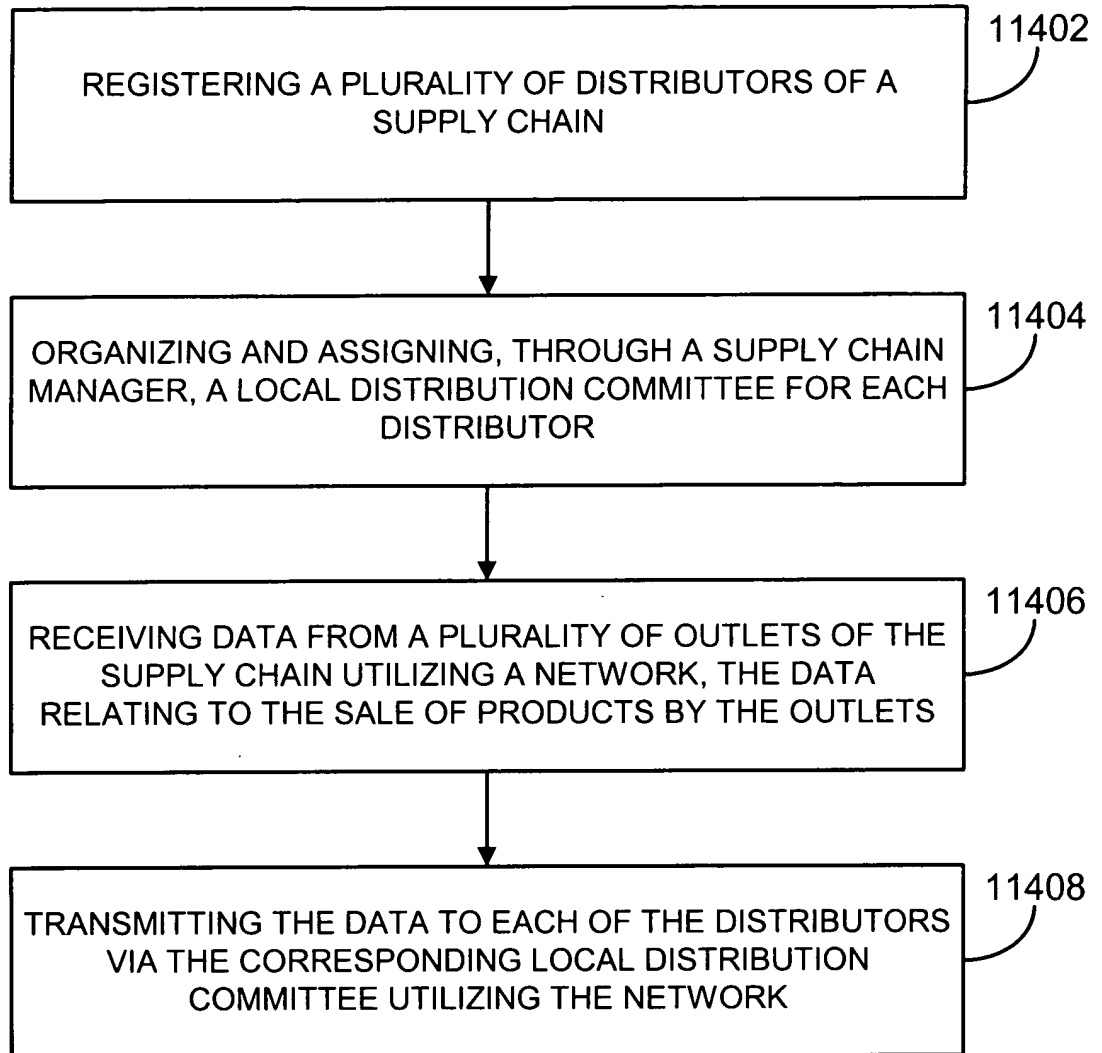 11402
REGISTERING A PLURALITY OF DISTRIBUTORS OF A
SUPPLY CHAIN
11404
ORGANIZING AND ASSIGNING, THROUGH A SUPPLY CHAIN
MANAGER, A LOCAL DISTRIBUTION COMMITTEE FOR EACH
DISTRIBUTOR
11406
RECEIVING DATA FROM A PLURALITY OF OUTLETS OF THE
SUPPLY CHAIN UTILIZING A NETWORK, THE DATA
RELATING TO THE SALE OF PRODUCTS BY THE OUTLETS
11408
TRANSMITTING THE DATA TO EACH OF THE DISTRIBUTORS
VIA THE CORRESPONDING LOCAL DISTRIBUTION
COMMITTEE UTILIZING THE NETWORK